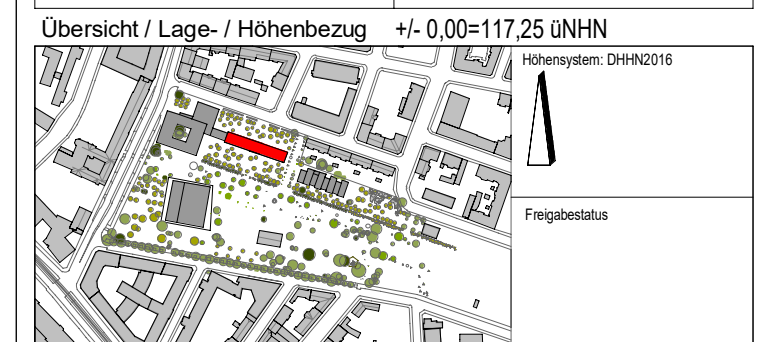 Übersicht / Lage- / Höhenbezug +/- 0,00=117,25 üNHN
Höhensystem: DHHN2016
Freigabestatus